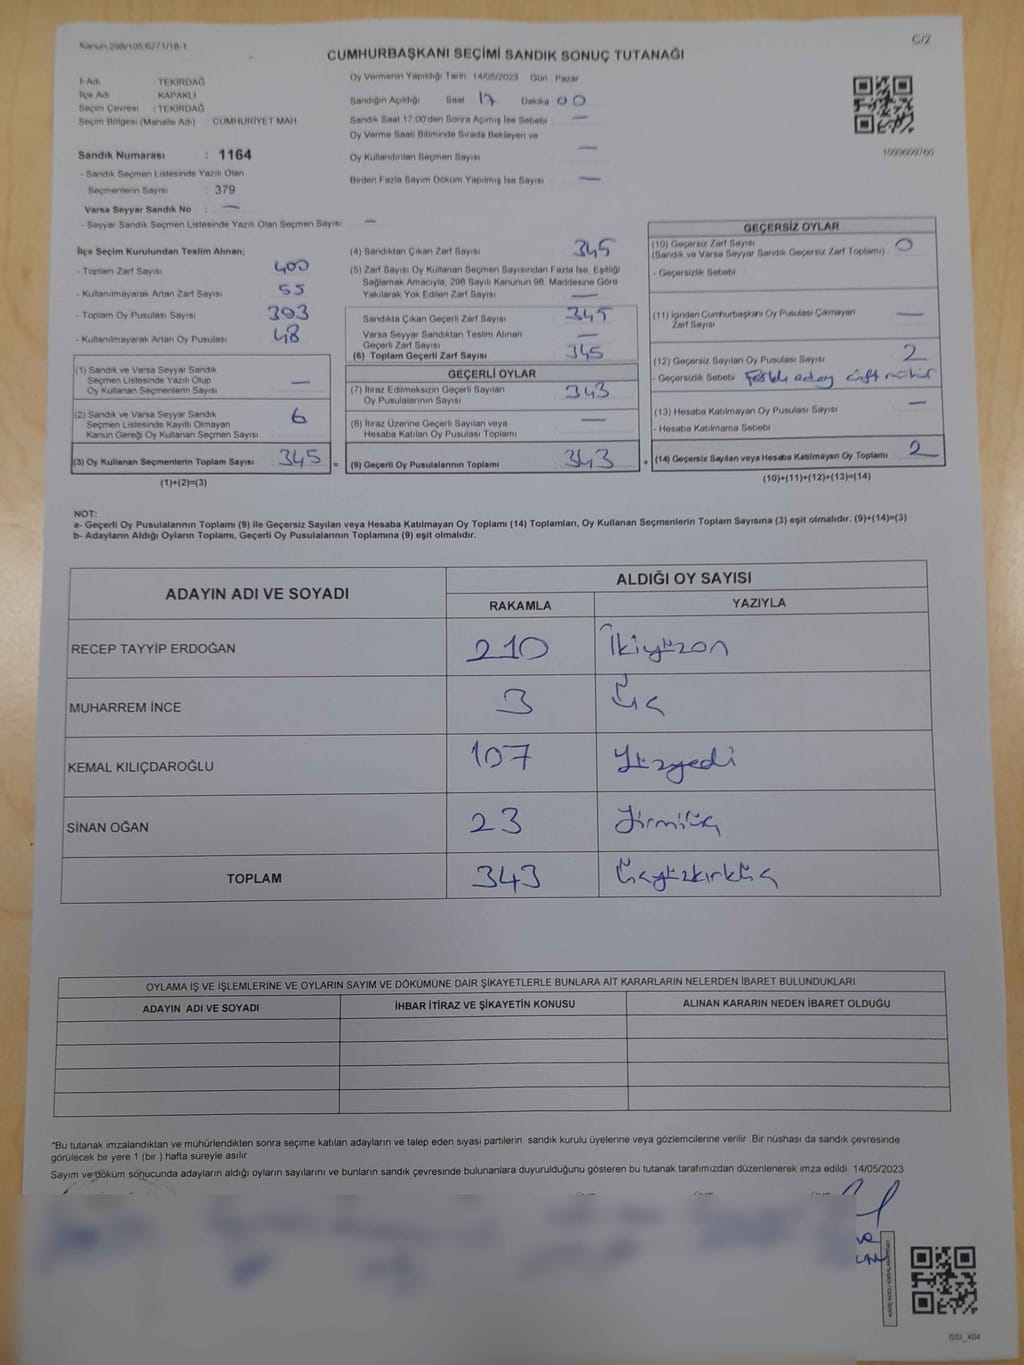 Kanun:298/105;6271/18-1
C/2
CUMHURBAŞKANI SEÇİMİ SANDIK SONUÇ TUTANAĞI
İl Adı : TEKİRDAĞ
İlçe Adı : KAPAKLI
Seçim Çevresi : TEKİRDAĞ
Seçim Bölgesi (Mahalle Adı) : CUMHURİYET MAH.
Sandık Numarası : 1164
- Sandık Seçmen Listesinde Yazılı Olan
Seçmenlerin Sayısı : 379
Varsa Seyyar Sandık No : —
- Seyyar Sandık Seçmen Listesinde Yazılı Olan Seçmen Sayısı: —
Oy Vermenin Yapıldığı Tarih 14/05/2023 Gün : Pazar
Sandığın Açıldığı Saat 17 Dakika 00
Sandık Saat 17:00'den Sonra Açılmış İse Sebebi —
Oy Verme Saati Bitiminde Sırada Bekleyen ve
Oy Kullandırılan Seçmen Sayısı —
Birden Fazla Sayım Döküm Yapılmış İse Sayısı —
1093609760
İlçe Seçim Kurulundan Teslim Alınan;
- Toplam Zarf Sayısı 400
- Kullanılmayarak Artan Zarf Sayısı 55
- Toplam Oy Pusulası Sayısı 393
- Kullanılmayarak Artan Oy Pusulası 48
(1) Sandık ve Varsa Seyyar Sandık
Seçmen Listesinde Yazılı Olup
Oy Kullanan Seçmenlerin Sayısı —
(2) Sandık ve Varsa Seyyar Sandık
Seçmen Listesinde Kayıtlı Olmayan
Kanun Gereği Oy Kullanan Seçmen Sayısı 6
(3) Oy Kullanan Seçmenlerin Toplam Sayısı 345
(1)+(2)=(3)
(4) Sandıktan Çıkan Zarf Sayısı 345
(5) Zarf Sayısı Oy Kullanan Seçmen Sayısından Fazla İse, Eşitliği
Sağlamak Amacıyla, 298 Sayılı Kanunun 98. Maddesine Göre
Yakılarak Yok Edilen Zarf Sayısı —
Sandıkta Çıkan Geçerli Zarf Sayısı 345
Varsa Seyyar Sandıktan Teslim Alınan
Geçerli Zarf Sayısı —
(6) Toplam Geçerli Zarf Sayısı 345
GEÇERLİ OYLAR
(7) İtiraz Edilmeksizin Geçerli Sayılan
Oy Pusulalarının Sayısı 343
(8) İtiraz Üzerine Geçerli Sayılan veya
Hesaba Katılan Oy Pusulası Toplamı —
= (9) Geçerli Oy Pusulalarının Toplamı 343
GEÇERSİZ OYLAR
(10) Geçersiz Zarf Sayısı
(Sandık ve Varsa Seyyar Sandık Geçersiz Zarf Toplamı) 0
- Geçersizlik Sebebi
(11) İçinden Cumhurbaşkanı Oy Pusulası Çıkmayan
Zarf Sayısı —
(12) Geçersiz Sayılan Oy Pusulası Sayısı 2
- Geçersizlik Sebebi Farklı aday çift mühür
(13) Hesaba Katılmayan Oy Pusulası Sayısı —
- Hesaba Katılmama Sebebi
+ (14) Geçersiz Sayılan veya Hesaba Katılmayan Oy Toplamı 2
(10)+(11)+(12)+(13)=(14)
NOT:
a- Geçerli Oy Pusulalarının Toplamı (9) ile Geçersiz Sayılan veya Hesaba Katılmayan Oy Toplamı (14) Toplamları, Oy Kullanan Seçmenlerin Toplam Sayısına (3) eşit olmalıdır. (9)+(14)=(3)
b- Adayların Aldığı Oyların Toplamı, Geçerli Oy Pusulalarının Toplamına (9) eşit olmalıdır.
ADAYIN ADI VE SOYADI ALDIĞI OY SAYISI
RAKAMLA YAZIYLA
RECEP TAYYİP ERDOĞAN 210 İkiyüzon
MUHARREM İNCE 3 Üç
KEMAL KILIÇDAROĞLU 107 Yüzyedi
SİNAN OĞAN 23 Yirmiüç
TOPLAM 343 Üçyüzkırküç
OYLAMA İŞ VE İŞLEMLERİNE VE OYLARIN SAYIM VE DÖKÜMÜNE DAİR ŞİKAYETLERLE BUNLARA AİT KARARLARIN NELERDEN İBARET BULUNDUKLARI
ADAYIN ADI VE SOYADI İHBAR İTİRAZ VE ŞİKAYETİN KONUSU ALINAN KARARIN NEDEN İBARET OLDUĞU
"Bu tutanak imzalandıktan ve mühürlendikten sonra seçime katılan adayların ve talep eden siyasi partilerin sandık kurulu üyelerine veya gözlemcilerine verilir. Bir nüshası da sandık çevresinde
görülecek bir yere 1 (bir ) hafta süreyle asılır.
Sayım ve döküm sonucunda adayların aldığı oyların sayılarını ve bunların sandık çevresinde bulunanlara duyurulduğunu gösteren bu tutanak tarafımızdan düzenlenerek imza edildi. 14/05/2023
SSI_464